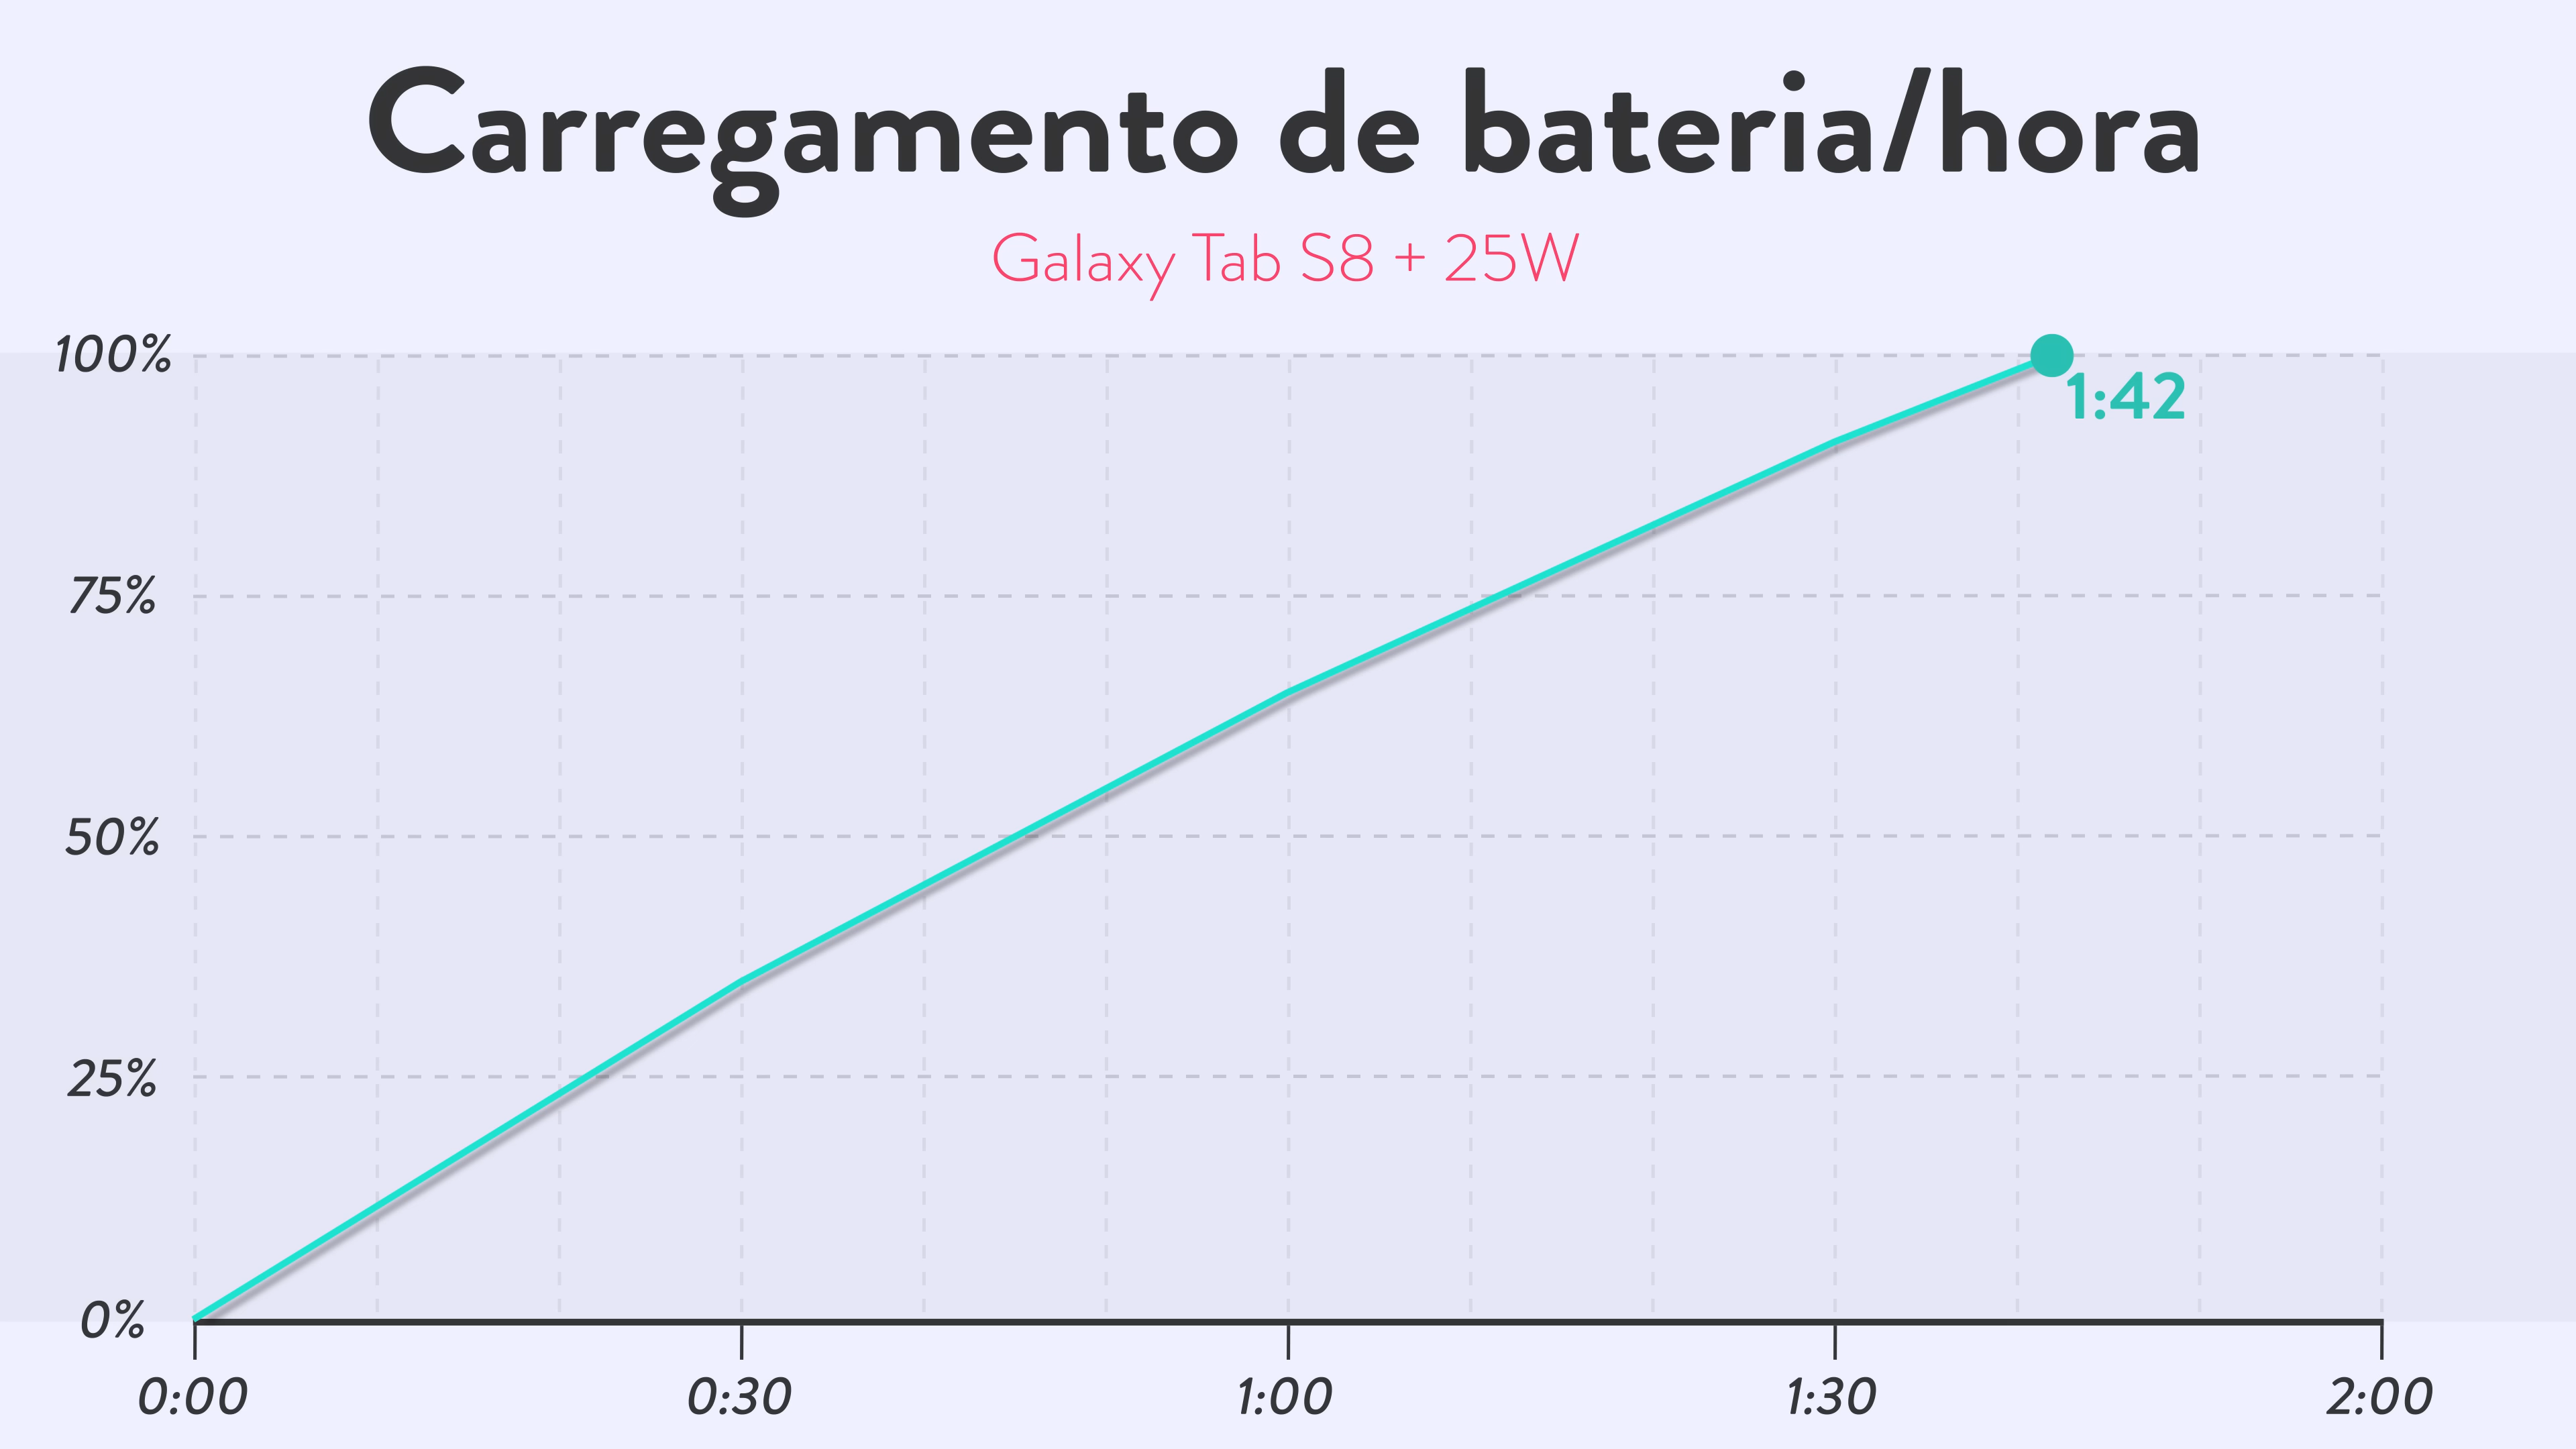 Carregamento de bateria/hora
Galaxy Tab S8 + 25W
100%
1:42
75%
50%
25%
0%
0:00 0:30 1:00 1:30 2:00